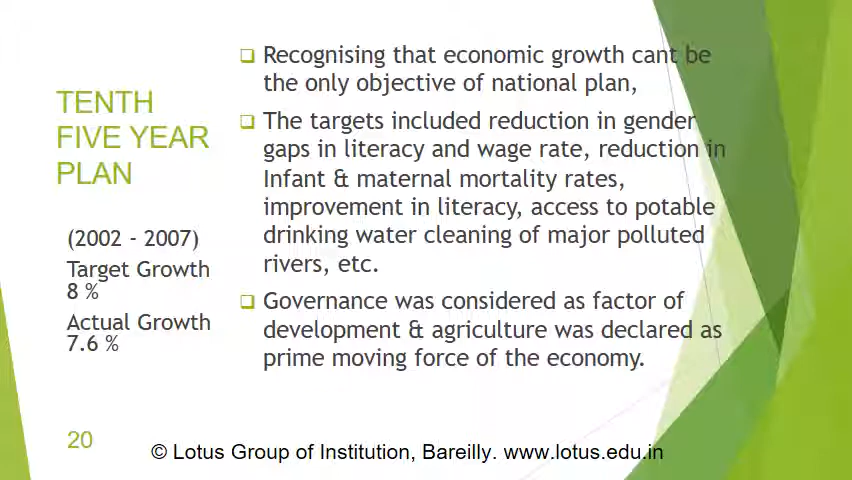 TENTH
FIVE YEAR
PLAN
(2002 - 2007)
Target Growth
8 %
Actual Growth
7.6 %
❑ Recognising that economic growth cant be
the only objective of national plan,
❑ The targets included reduction in gender
gaps in literacy and wage rate, reduction in
Infant & maternal mortality rates,
improvement in literacy, access to potable
drinking water cleaning of major polluted
rivers, etc.
❑ Governance was considered as factor of
development & agriculture was declared as
prime moving force of the economy.
20
© Lotus Group of Institution, Bareilly. www.lotus.edu.in